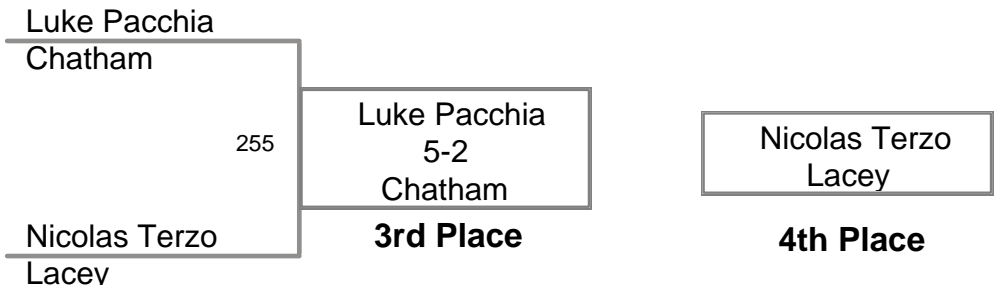 Luke Pacchia
Chatham
255
Nicolas Terzo
Lacey
Luke Pacchia
5-2
Chatham
3rd Place
Nicolas Terzo
Lacey
4th Place